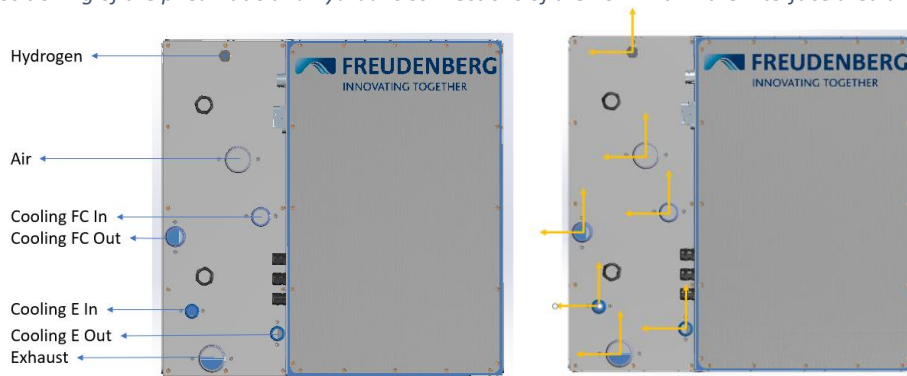 Hydrogen
FREUDENBERG
INNOVATING TOGETHER
FREUDENBERG
INNOVATING TOGETHER
Air
Cooling FC In
Cooling FC Out
Cooling E In
Cooling E Out
Exhaust